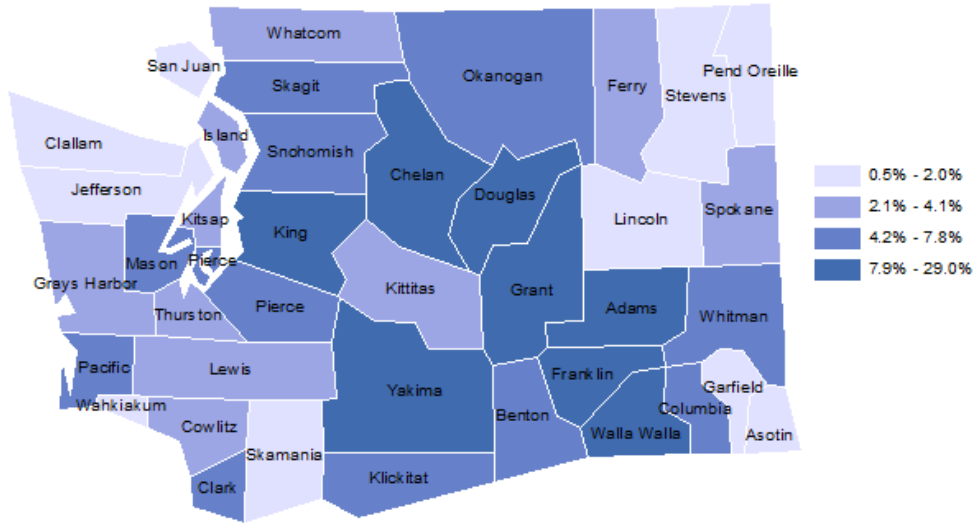 Whatcom
San Juan
Skagit
Okanogan
Ferry
Stevens
Pend Oreille
Island
Clallam
Snohomish
Chelan
Douglas
Jefferson
Kitsap
King
Lincoln
Spokane
Mason
Pierce
Grays Harbor
Kittitas
Grant
Thurston
Pierce
Adams
Whitman
Pacific
Lewis
Yakima
Franklin
Garfield
Wahkiakum
Cowlitz
Benton
Columbia
Walla Walla
Asotin
Skamania
Clark
Klickitat
0.5% - 2.0%
2.1% - 4.1%
4.2% - 7.8%
7.9% - 29.0%